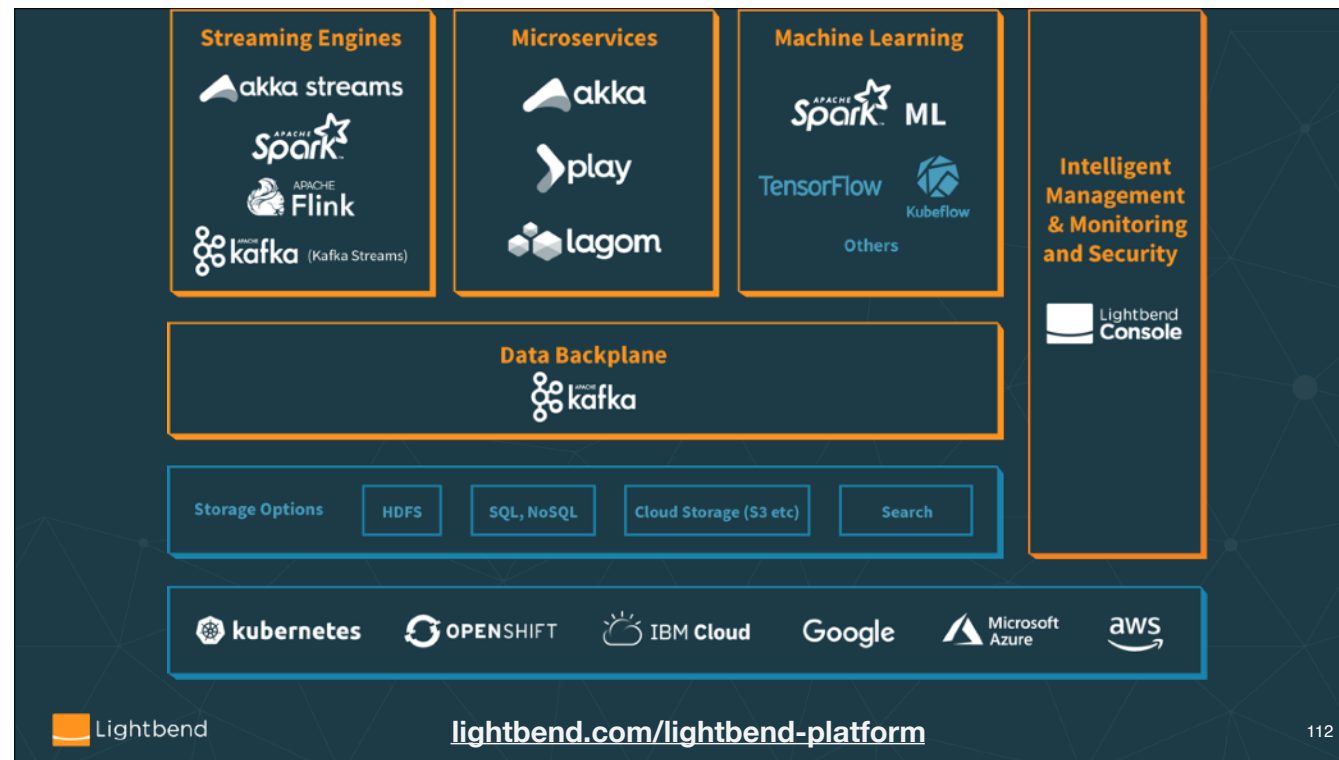 Streaming Engines
akka streams
APACHE
Spark
APACHE
Flink
APACHE
kafka (Kafka Streams)
Microservices
akka
play
lagom
Machine Learning
APACHE
Spark ML
TensorFlow
Kubeflow
Others
Intelligent
Management
& Monitoring
and Security
Lightbend
Console
Data Backplane
APACHE
kafka
Storage Options
HDFS
SQL, NoSQL
Cloud Storage (S3 etc)
Search
kubernetes
OPENSHIFT
IBM Cloud
Google
Microsoft
Azure
aws
Lightbend
lightbend.com/lightbend-platform
112